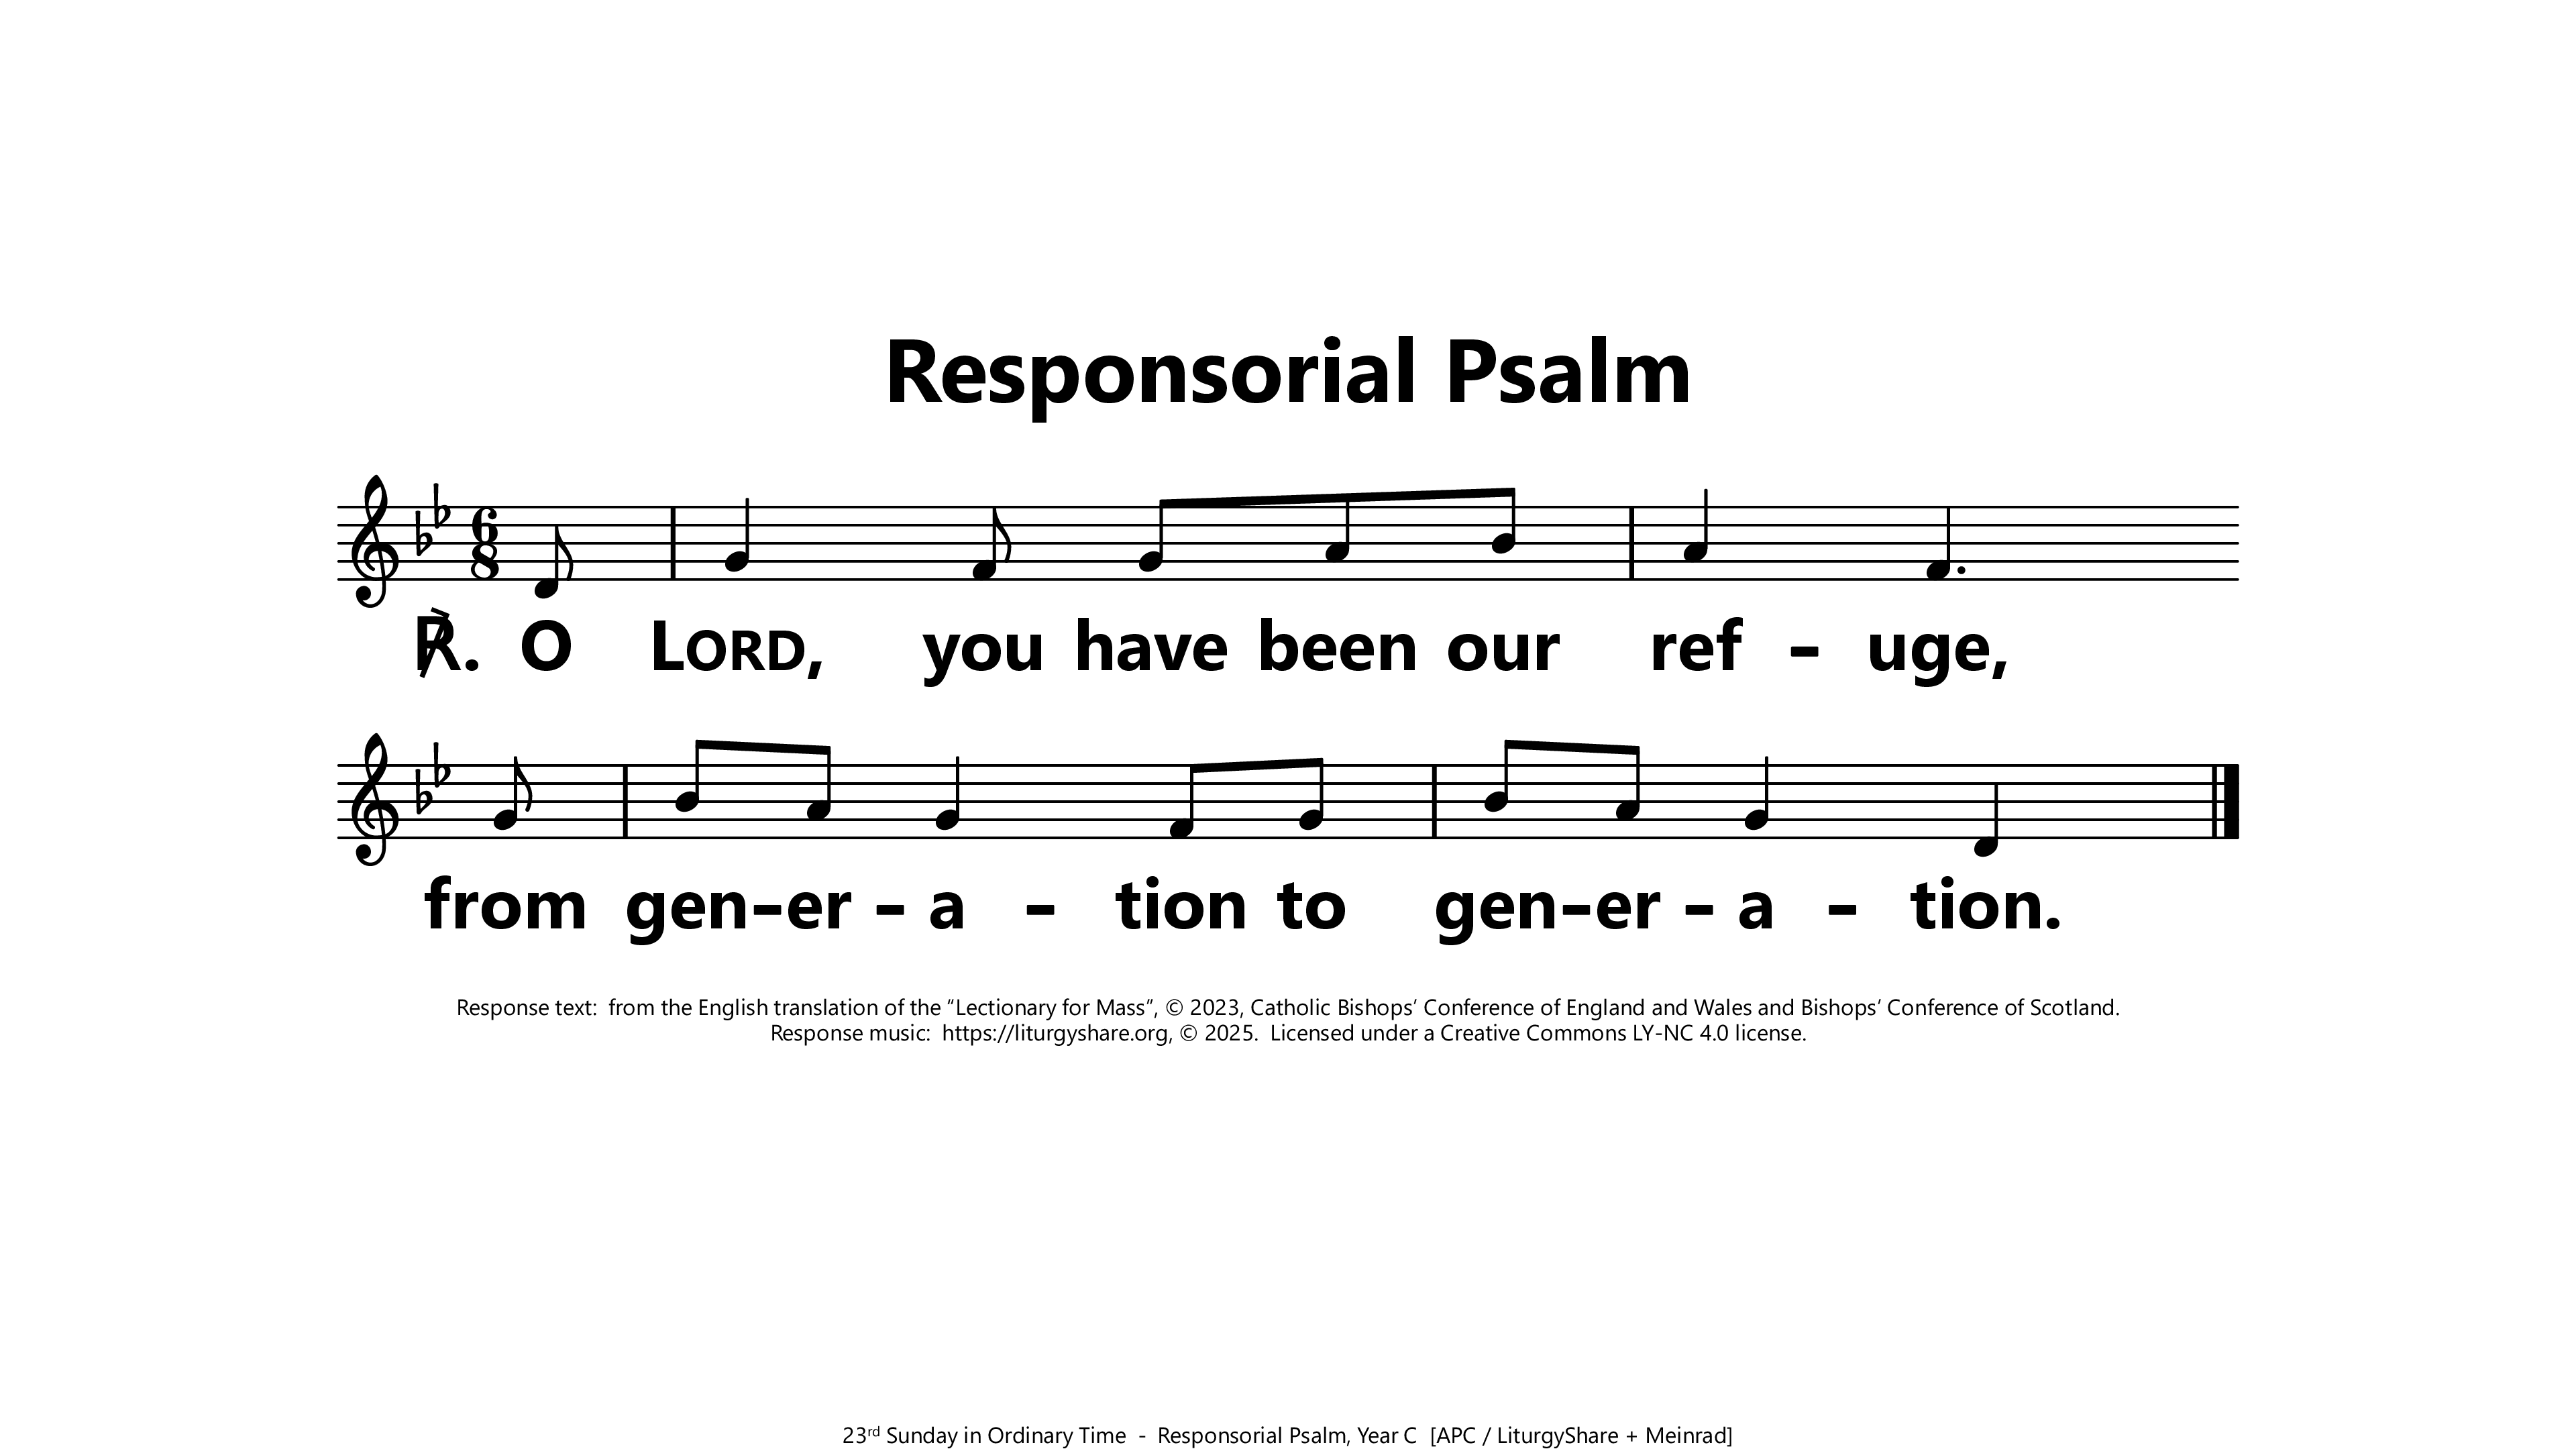 Responsorial Psalm
6
8
℟. O LORD, you have been our ref - uge,
from gen-er - a - tion to gen-er - a - tion.
Response text:  from the English translation of the “Lectionary for Mass”, © 2023, Catholic Bishops’ Conference of England and Wales and Bishops’ Conference of Scotland.
Response music:  https://liturgyshare.org, © 2025.  Licensed under a Creative Commons LY-NC 4.0 license.
23rd Sunday in Ordinary Time  -  Responsorial Psalm, Year C  [APC / LiturgyShare + Meinrad]